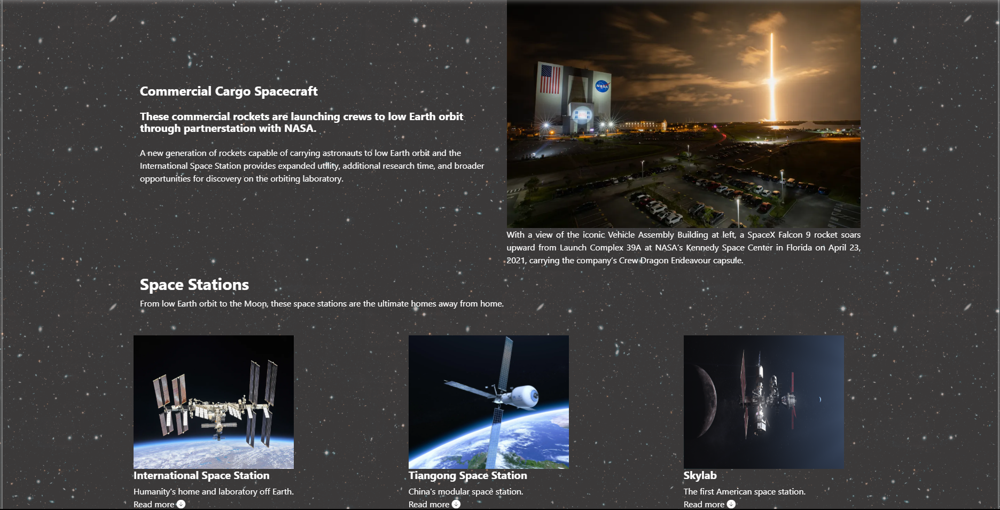 Commercial Cargo Spacecraft
These commercial rockets are launching crews to low Earth orbit
through partnerstation with NASA.
A new generation of rockets capable of carrying astronauts to low Earth orbit and the
International Space Station provides expanded utility, additional research time, and broader
opportunities for discovery on the orbiting laboratory.
NASA
With a view of the iconic Vehicle Assembly Building at left, a SpaceX Falcon 9 rocket soars
upward from Launch Complex 39A at NASA’s Kennedy Space Center in Florida on April 23,
2021, carrying the company’s Crew Dragon Endeavour capsule.
Space Stations
From low Earth orbit to the Moon, these space stations are the ultimate homes away from home.
International Space Station
Humanity's home and laboratory off Earth.
Read more
Tiangong Space Station
China's modular space station.
Read more
Skylab
The first American space station.
Read more